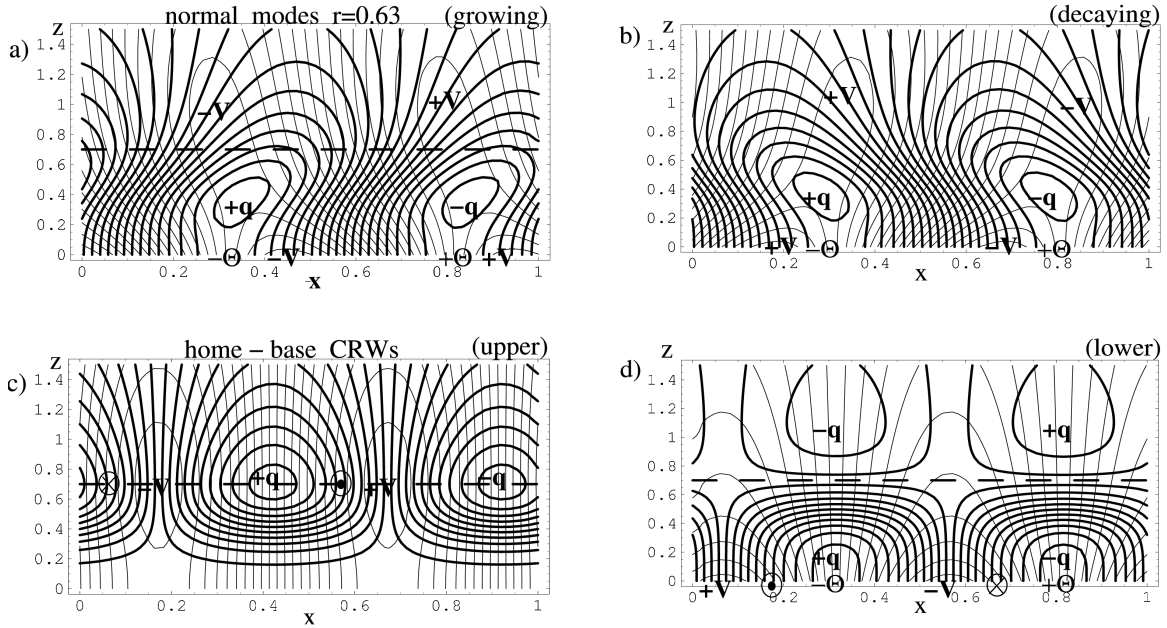 normal modes r=0.63 (growing)
a)
z
1.4
1.2
1
0.8
0.6
0.4
0.2
0
-V
+V
+q
-q
-Θ
-V
+Θ
+V
0 0.2 0.4 0.6 0.8 1
x
(decaying)
b)
z
1.4
1.2
1
0.8
0.6
0.4
0.2
0
+V
-V
+q
-q
+V
-Θ
-V
+Θ
0 0.2 0.4 0.6 0.8 1
x
home – base CRWs (upper)
c)
z
1.4
1.2
1
0.8
0.6
0.4
0.2
0
-V
+q
+V
-q
0 0.2 0.4 0.6 0.8 1
x
(lower)
d)
z
1.4
1.2
1
0.8
0.6
0.4
0.2
0
-q
+q
+q
-q
+V
-Θ
-V
+Θ
0 0.2 0.4 0.6 0.8 1
x